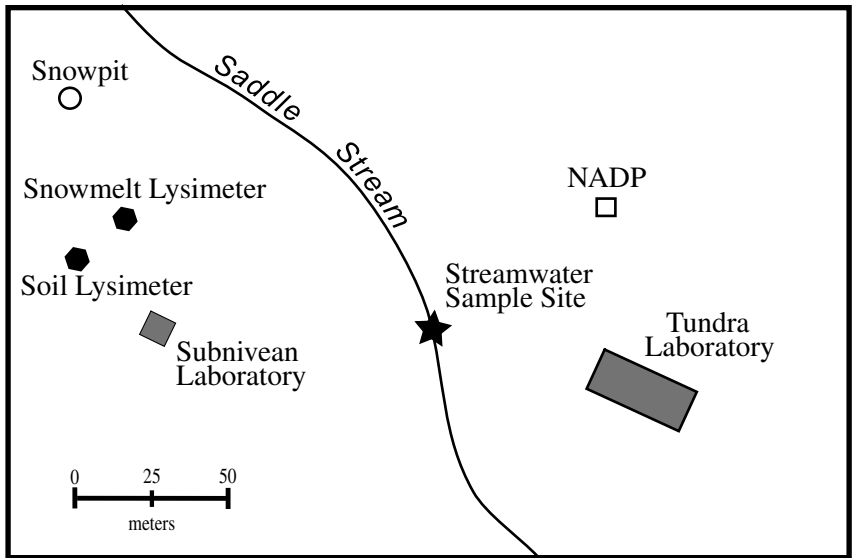 Snowpit
Saddle
Stream
NADP
Snowmelt Lysimeter
Soil Lysimeter
Streamwater
Sample Site
Tundra
Laboratory
Subnivean
Laboratory
0 25 50
meters